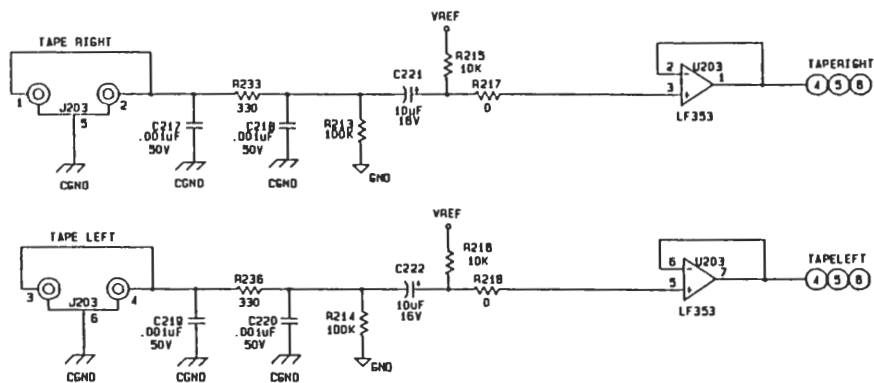 VREF
TAPE RIGHT
R215
10K
C221
R233
330
10µF
16V
R217
0
1
2
J203
5
C217
.001uF
50V
C218
.001uF
50V
R213
100K
2
U203
1
3
LF353
TAPERIGHT
4 5 6
CGND
CGND
CGND
GND
VREF
TAPE LEFT
R216
10K
C222
R236
330
10uF
16V
R218
0
3
4
J203
6
C219
.001uF
50V
C220
.001uF
50V
R214
100K
6
U203
7
5
LF353
TAPELEFT
4 5 6
CGND
CGND
CGND
GND